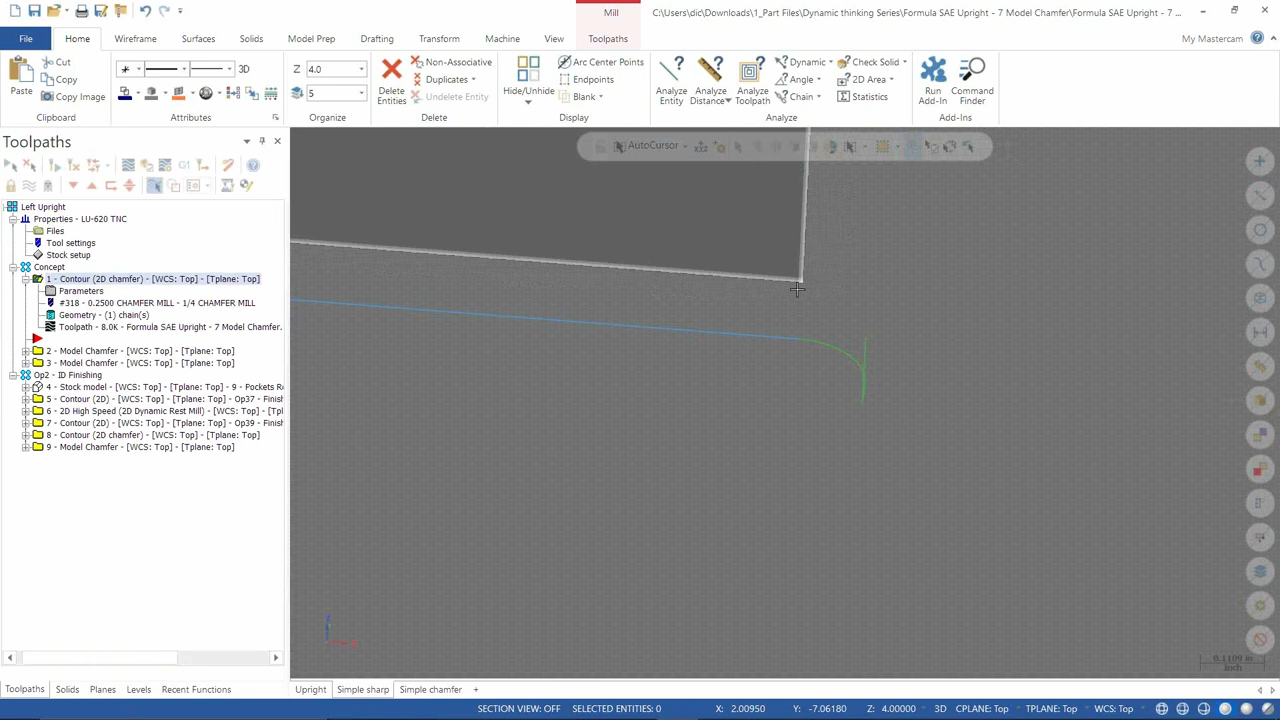 Mill
C:\Users\dic\Downloads\1_Part Files\Dynamic thinking Series\Formula SAE Upright - 7 Model Chamfer\Formula SAE Upright - 7 ...
File
Home
Wireframe
Surfaces
Solids
Model Prep
Drafting
Transform
Machine
View
Toolpaths
My Mastercam
Paste
Cut
Copy
Copy Image
Clipboard
3D
Attributes
Z 4.0
5
Organize
Delete Entities
Non-Associative
Duplicates
Undelete Entity
Delete
Hide/Unhide
Arc Center Points
Endpoints
Blank
Display
Analyze Entity
Analyze Distance
Analyze Toolpath
Dynamic
Angle
Chain
Check Solid
2D Area
Statistics
Analyze
Run Add-In
Command Finder
Add-Ins
Toolpaths
AutoCursor
G1
Left Upright
Properties - LU-620 TNC
Files
Tool settings
Stock setup
Concept
1 - Contour (2D chamfer) - [WCS: Top] - [Tplane: Top]
Parameters
#318 - 0.2500 CHAMFER MILL - 1/4 CHAMFER MILL
Geometry - (1) chain(s)
Toolpath - 8.0K - Formula SAE Upright - 7 Model Chamfer.
2 - Model Chamfer - [WCS: Top] - [Tplane: Top]
3 - Model Chamfer - [WCS: Top] - [Tplane: Top]
Op2 - ID Finishing
4 - Stock model - [WCS: Top] - [Tplane: Top] - 9 - Pockets R
5 - Contour (2D) - [WCS: Top] - [Tplane: Top] - Op37 - Finish
6 - 2D High Speed (2D Dynamic Rest Mill) - [WCS: Top] - [Tp
7 - Contour (2D) - [WCS: Top] - [Tplane: Top] - Op39 - Finish
8 - Contour (2D chamfer) - [WCS: Top] - [Tplane: Top]
9 - Model Chamfer - [WCS: Top] - [Tplane: Top]
0.1109 in
Inch
Toolpaths
Solids
Planes
Levels
Recent Functions
Upright
Simple sharp
Simple chamfer
+
SECTION VIEW: OFF
SELECTED ENTITIES: 0
X: 2.00950
Y: -7.06180
Z: 4.00000
3D
CPLANE: Top
TPLANE: Top
WCS: Top